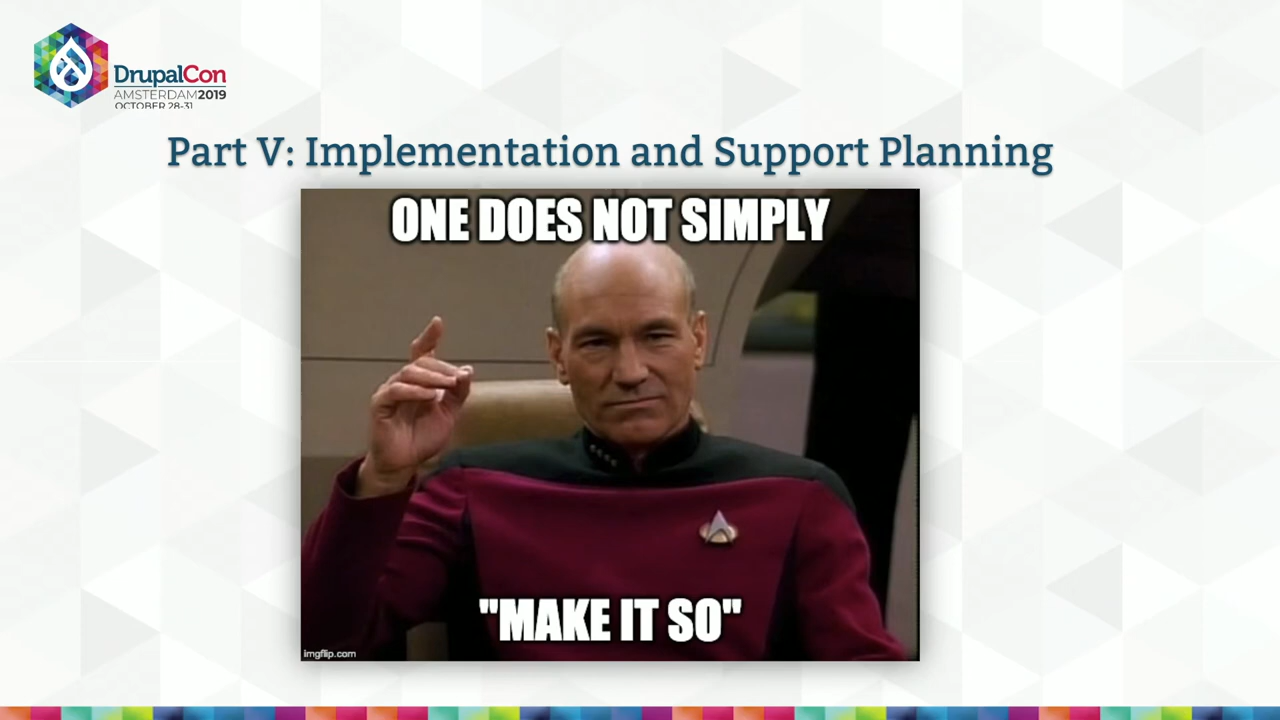 DrupalCon
AMSTERDAM2019
OCTOBER 28-31
Part V: Implementation and Support Planning
ONE DOES NOT SIMPLY
"MAKE IT SO"
imgflip.com